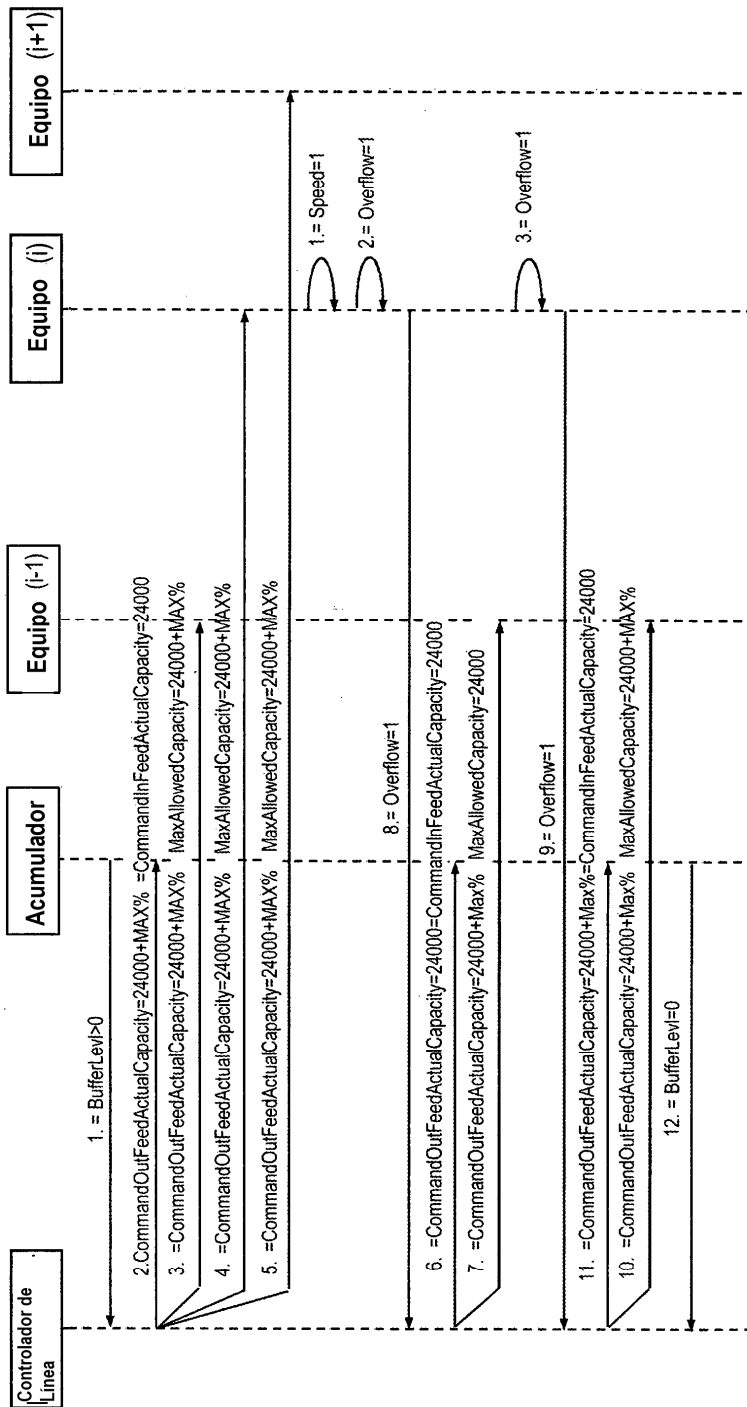 Controlador de
Línea
Acumulador
Equipo (i-1)
Equipo (i)
Equipo (i+1)
1. = BufferLevl>0
2.CommandOutFeedActualCapacity=24000+MAX% =CommandInFeedActualCapacity=24000
3. =CommandOutFeedActualCapacity=24000+MAX% MaxAllowedCapacity=24000+MAX%
4. =CommandOutFeedActualCapacity=24000+MAX% MaxAllowedCapacity=24000+MAX%
5. =CommandOutFeedActualCapacity=24000+MAX% MaxAllowedCapacity=24000+MAX%
1.= Speed=1
2.= Overflow=1
8.= Overflow=1
6. =CommandOutFeedActualCapacity=24000=CommandInFeedActualCapacity=24000
7. =CommandOutFeedActualCapacity=24000+Max% MaxAllowedCapacity=24000
3.= Overflow=1
9.= Overflow=1
11. =CommandOutFeedActualCapacity=24000+Max%=CommandInFeedActualCapacity=24000
10. =CommandOutFeedActualCapacity=24000+Max% MaxAllowedCapacity=24000+MAX%
12. = BufferLevl=0